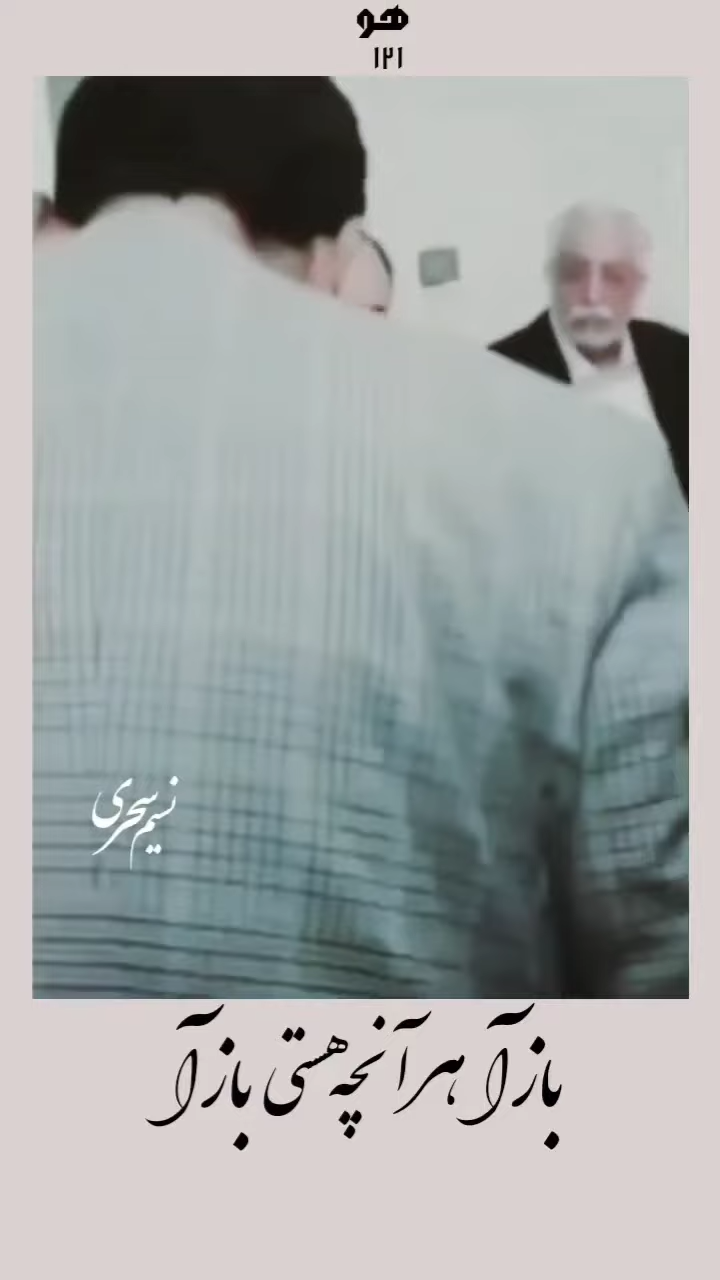 هو
۱۲۱
نسیم سحری
باز آ هر آنچه هستی باز آ